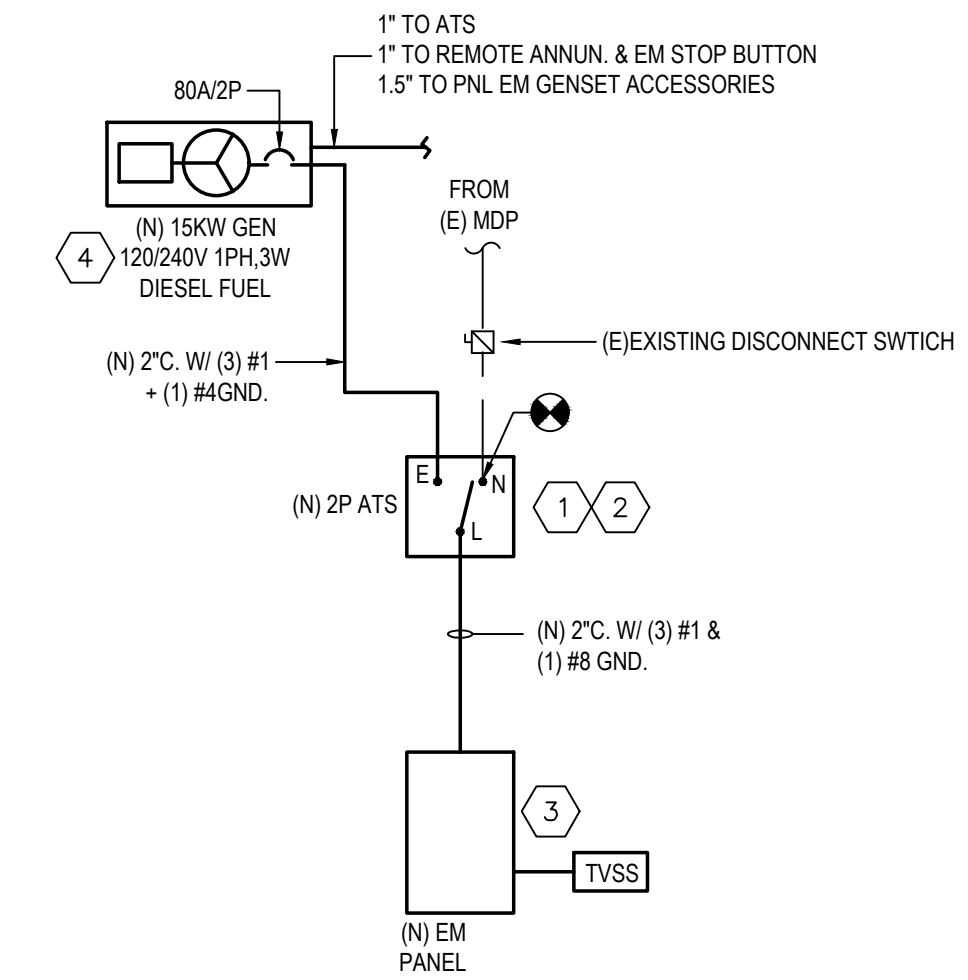 1" TO ATS
1" TO REMOTE ANNUN. & EM STOP BUTTON
1.5" TO PNL EM GENSET ACCESSORIES
80A/2P
FROM
(E) MDP
(N) 15KW GEN
120/240V 1PH,3W
DIESEL FUEL
4
(E)EXISTING DISCONNECT SWTICH
(N) 2"C. W/ (3) #1
+ (1) #4GND.
E
N
L
(N) 2P ATS
1
2
(N) 2"C. W/ (3) #1 &
(1) #8 GND.
3
TVSS
(N) EM
PANEL